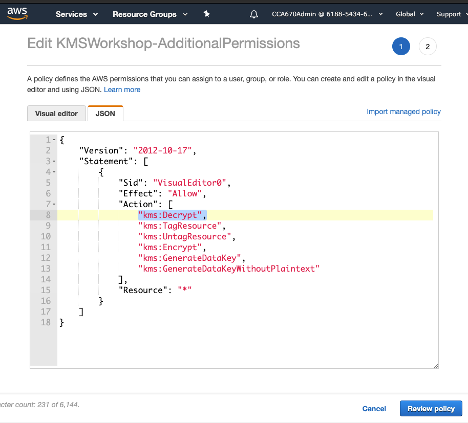 aws
Services Resource Groups CCA670Admin @ 6188-5434-6... Global Support
Edit KMSWorkshop-AdditionalPermissions
1 2
A policy defines the AWS permissions that you can assign to a user, group, or role. You can create and edit a policy in the visual
editor and using JSON. Learn more
Visual editor JSON Import managed policy
1 {
2 "Version": "2012-10-17",
3 "Statement": [
4 {
5 "Sid": "VisualEditor0",
6 "Effect": "Allow",
7 "Action": [
8 "kms:Decrypt",
9 "kms:TagResource",
10 "kms:UntagResource",
11 "kms:Encrypt",
12 "kms:GenerateDataKey",
13 "kms:GenerateDataKeyWithoutPlaintext"
14 ],
15 "Resource": "*"
16 }
17 ]
18 }
cter count: 231 of 6,144.
Cancel Review policy